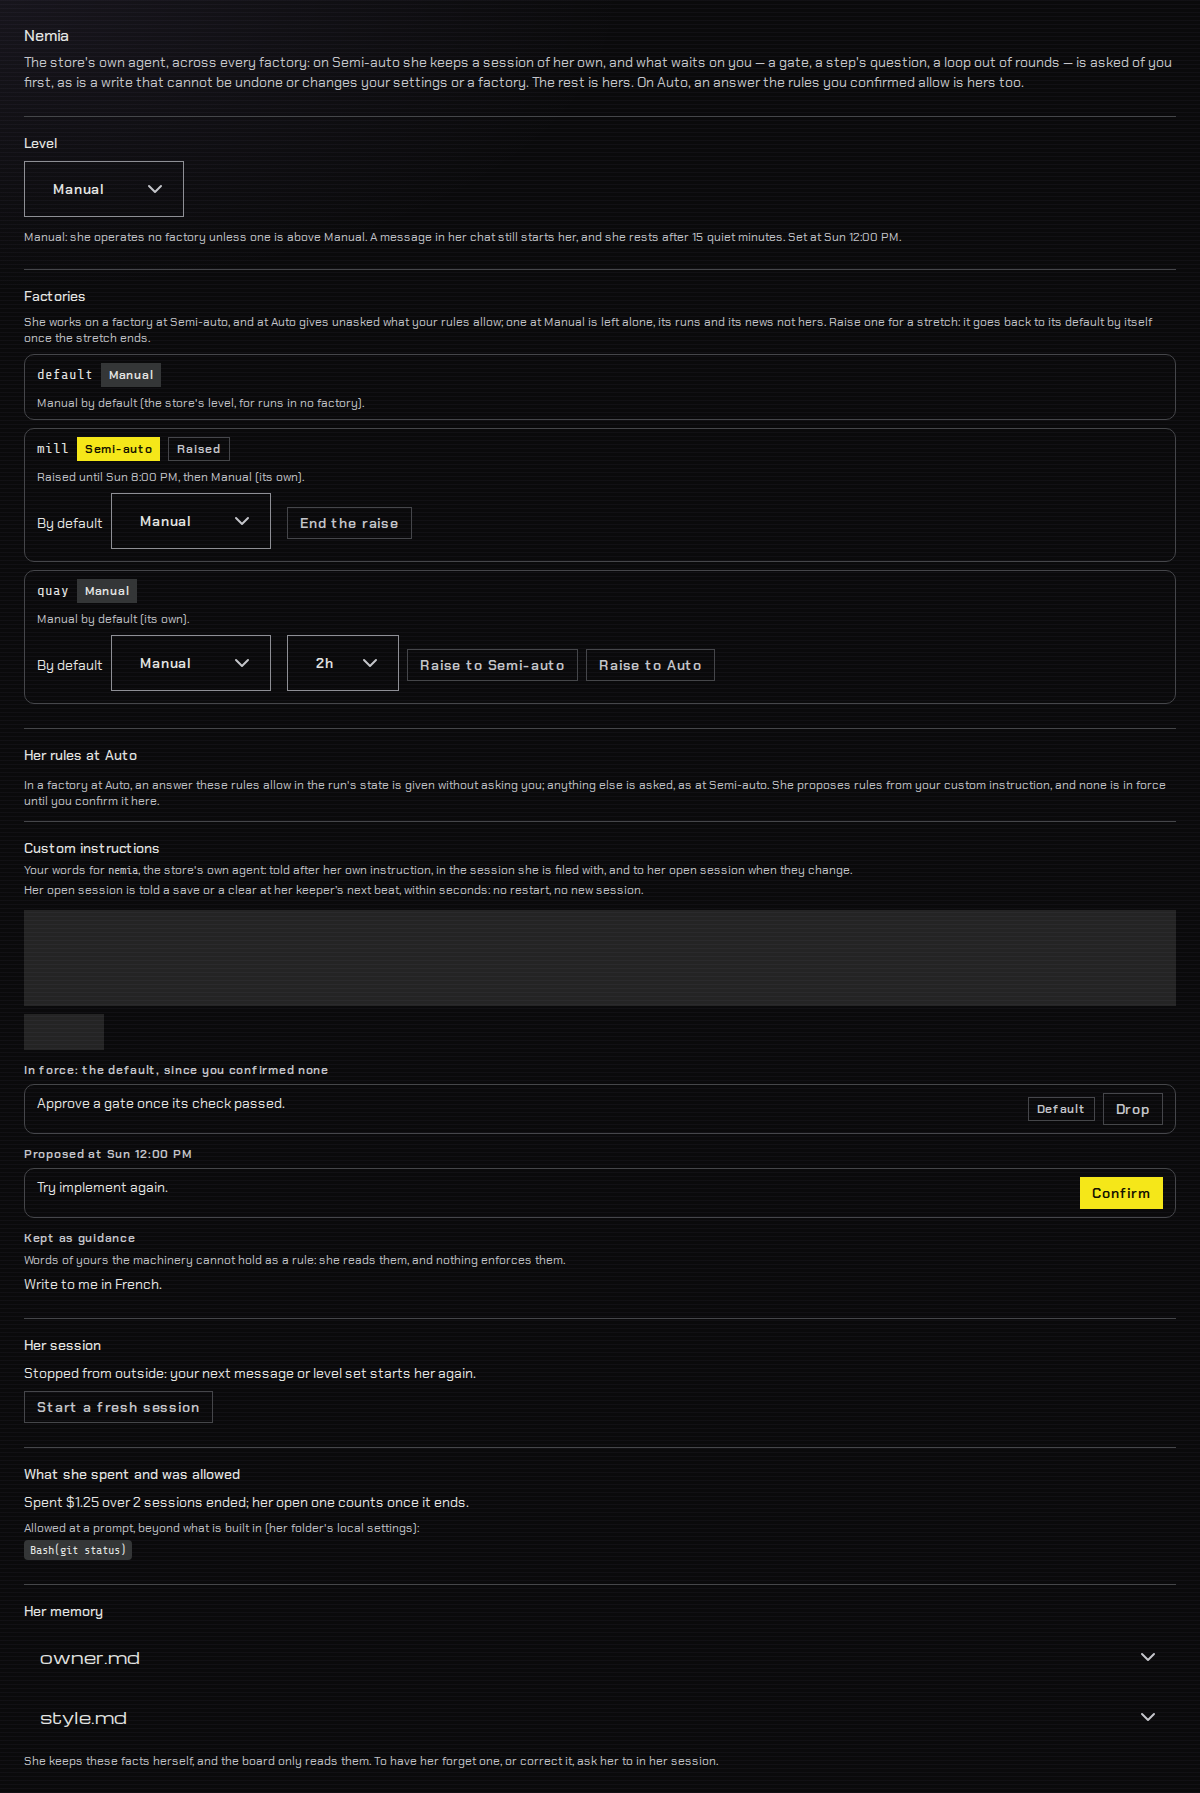 Nemia
The store's own agent, across every factory: on Semi-auto she keeps a session of her own, and what waits on you — a gate, a step's question, a loop out of rounds — is asked of you
first, as is a write that cannot be undone or changes your settings or a factory. The rest is hers. On Auto, an answer the rules you confirmed allow is hers too.
Level
Manual
Manual: she operates no factory unless one is above Manual. A message in her chat still starts her, and she rests after 15 quiet minutes. Set at Sun 12:00 PM.
Factories
She works on a factory at Semi-auto, and at Auto gives unasked what your rules allow; one at Manual is left alone, its runs and its news not hers. Raise one for a stretch: it goes back to its default by itself
once the stretch ends.
default Manual
Manual by default (the store's level, for runs in no factory).
mill Semi-auto Raised
Raised until Sun 8:00 PM, then Manual (its own).
By default Manual End the raise
quay Manual
Manual by default (its own).
By default Manual 2h Raise to Semi-auto Raise to Auto
Her rules at Auto
In a factory at Auto, an answer these rules allow in the run's state is given without asking you; anything else is asked, as at Semi-auto. She proposes rules from your custom instruction, and none is in force
until you confirm it here.
Custom instructions
Your words for nemia, the store's own agent: told after her own instruction, in the session she is filed with, and to her open session when they change.
Her open session is told a save or a clear at her keeper's next beat, within seconds: no restart, no new session.
In force: the default, since you confirmed none
Approve a gate once its check passed. Default Drop
Proposed at Sun 12:00 PM
Try implement again. Confirm
Kept as guidance
Words of yours the machinery cannot hold as a rule: she reads them, and nothing enforces them.
Write to me in French.
Her session
Stopped from outside: your next message or level set starts her again.
Start a fresh session
What she spent and was allowed
Spent $1.25 over 2 sessions ended; her open one counts once it ends.
Allowed at a prompt, beyond what is built in (her folder's local settings):
Bash(git status)
Her memory
owner.md
style.md
She keeps these facts herself, and the board only reads them. To have her forget one, or correct it, ask her to in her session.